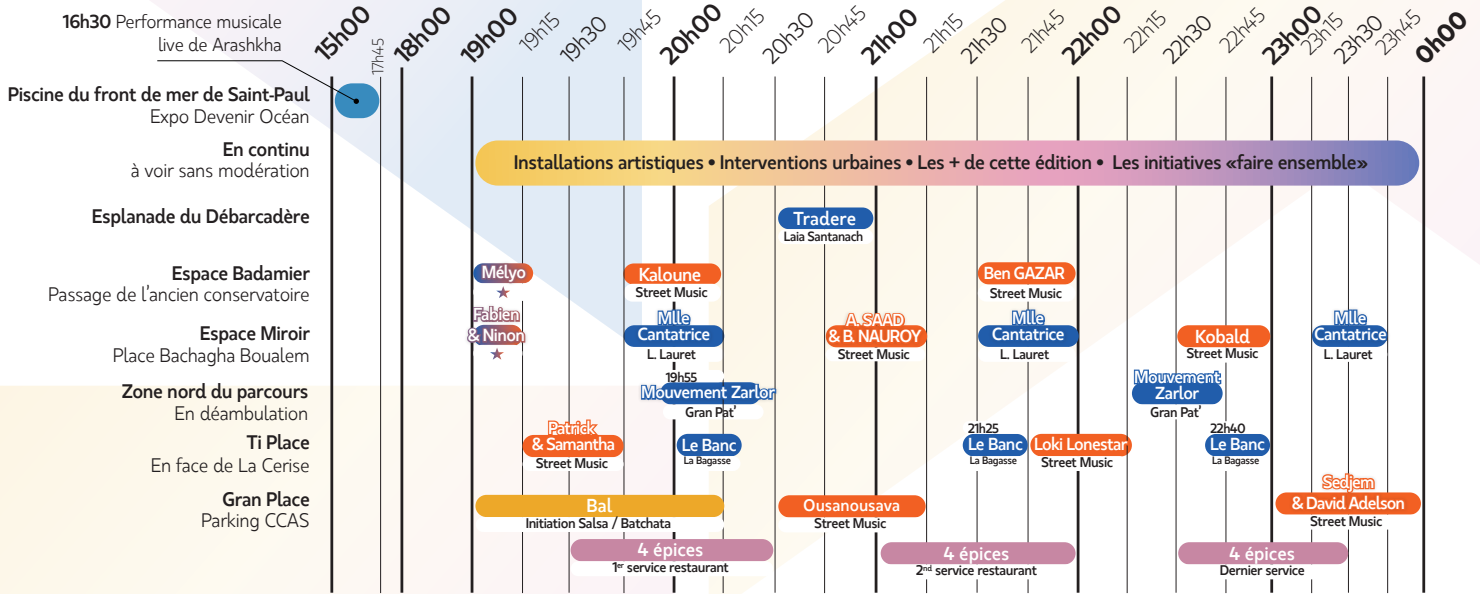 16h30 Performance musicale
live de Arashkha
15h00 17h45 18h00 19h00 19h15 19h30 19h45 20h00 20h15 20h30 20h45 21h00 21h15 21h30 21h45 22h00 22h15 22h30 22h45 23h00 23h15 23h30 23h45 0h00
Piscine du front de mer de Saint-Paul
Expo Devenir Océan
En continu
à voir sans modération
Installations artistiques • Interventions urbaines • Les + de cette édition • Les initiatives «faire ensemble»
Esplanade du Débarcadère
Tradere
Laia Santanach
Espace Badamier
Passage de l'ancien conservatoire
Mélyo
Kaloune
Street Music
Ben GAZAR
Street Music
Espace Miroir
Place Bachagha Boualem
Fabien
& Ninon
Mlle
Cantatrice
L. Lauret
A. SAAD
& B. NAUROY
Street Music
Mlle
Cantatrice
L. Lauret
Kobald
Street Music
Mlle
Cantatrice
L. Lauret
Zone nord du parcours
En déambulation
19h55
Mouvement Zarlor
Gran Pat'
Mouvement
Zarlor
Gran Pat'
Ti Place
En face de La Cerise
Patrick
& Samantha
Street Music
Le Banc
La Bagasse
21h25
Le Banc
La Bagasse
Loki Lonestar
Street Music
22h40
Le Banc
La Bagasse
Gran Place
Parking CCAS
Bal
Initiation Salsa / Batchata
Ousanousava
Street Music
Sedjem
& David Adelson
Street Music
4 épices
1er service restaurant
4 épices
2nd service restaurant
4 épices
Dernier service